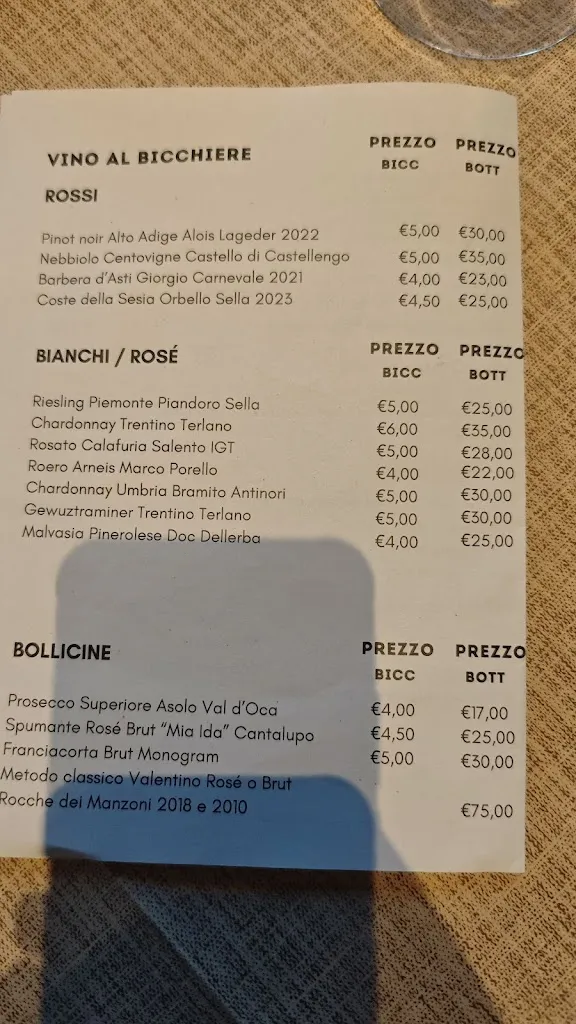 VINO AL BICCHIERE PREZZO BICC PREZZO BOTT
ROSSI
Pinot noir Alto Adige Alois Lageder 2022 €5,00 €30,00
Nebbiolo Centovigne Castello di Castellengo €5,00 €35,00
Barbera d'Asti Giorgio Carnevale 2021 €4,00 €23,00
Coste della Sesia Orbello Sella 2023 €4,50 €25,00
BIANCHI / ROSÉ PREZZO BICC PREZZO BOTT
Riesling Piemonte Piandoro Sella €5,00 €25,00
Chardonnay Trentino Terlano €6,00 €35,00
Rosato Calafuria Salento IGT €5,00 €28,00
Roero Arneis Marco Porello €4,00 €22,00
Chardonnay Umbria Bramito Antinori €5,00 €30,00
Gewuztraminer Trentino Terlano €5,00 €30,00
Malvasia Pinerolese Doc Dellerba €4,00 €25,00
BOLLICINE PREZZO BICC PREZZO BOTT
Prosecco Superiore Asolo Val d'Oca €4,00 €17,00
Spumante Rosé Brut "Mia Ida" Cantalupo €4,50 €25,00
Franciacorta Brut Monogram €5,00 €30,00
Metodo classico Valentino Rosé o Brut
Rocche dei Manzoni 2018 e 2010 €75,00